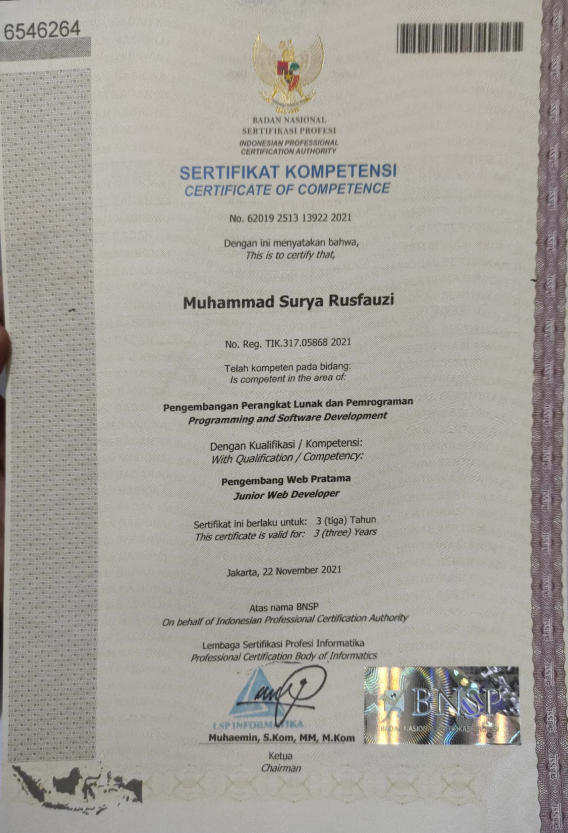 6546264
BADAN NASIONAL
SERTIFIKASI PROFESI
INDONESIAN PROFESSIONAL
CERTIFICATION AUTHORITY
SERTIFIKAT KOMPETENSI
CERTIFICATE OF COMPETENCE
No. 62019 2513 13922 2021
Dengan ini menyatakan bahwa,
This is to certify that,
Muhammad Surya Rusfauzi
No. Reg. TIK.317.05868 2021
Telah kompeten pada bidang:
Is competent in the area of:
Pengembangan Perangkat Lunak dan Pemrograman
Programming and Software Development
Dengan Kualifikasi / Kompetensi:
With Qualification / Competency:
Pengembang Web Pratama
Junior Web Developer
Sertifikat ini berlaku untuk: 3 (tiga) Tahun
This certificate is valid for: 3 (three) Years
Jakarta, 22 November 2021
Atas nama BNSP
On behalf of Indonesian Professional Certification Authority
Lembaga Sertifikasi Profesi Informatika
Professional Certification Body of Informatics
LSP INFORMATIKA
BNSP
Muhaemin, S.Kom, MM, M.Kom
Ketua
Chairman